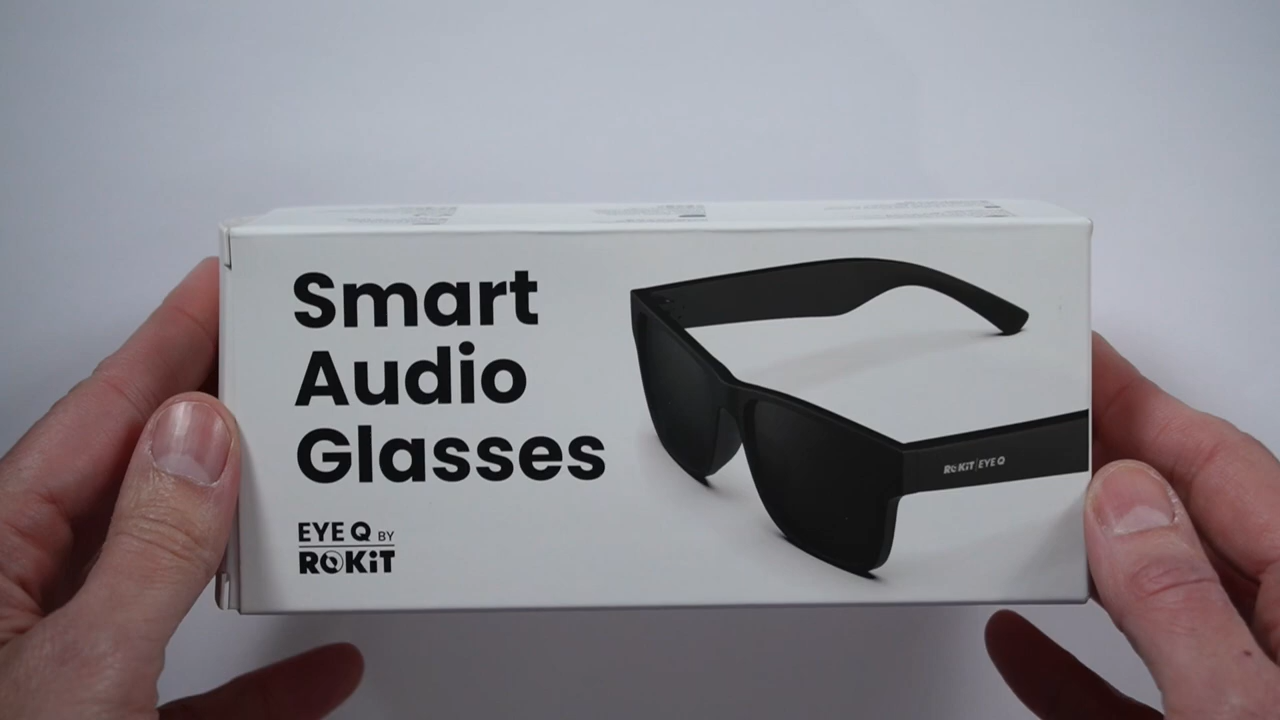 Smart
Audio
Glasses
EYE Q BY
ROKiT
ROKiT | EYE Q